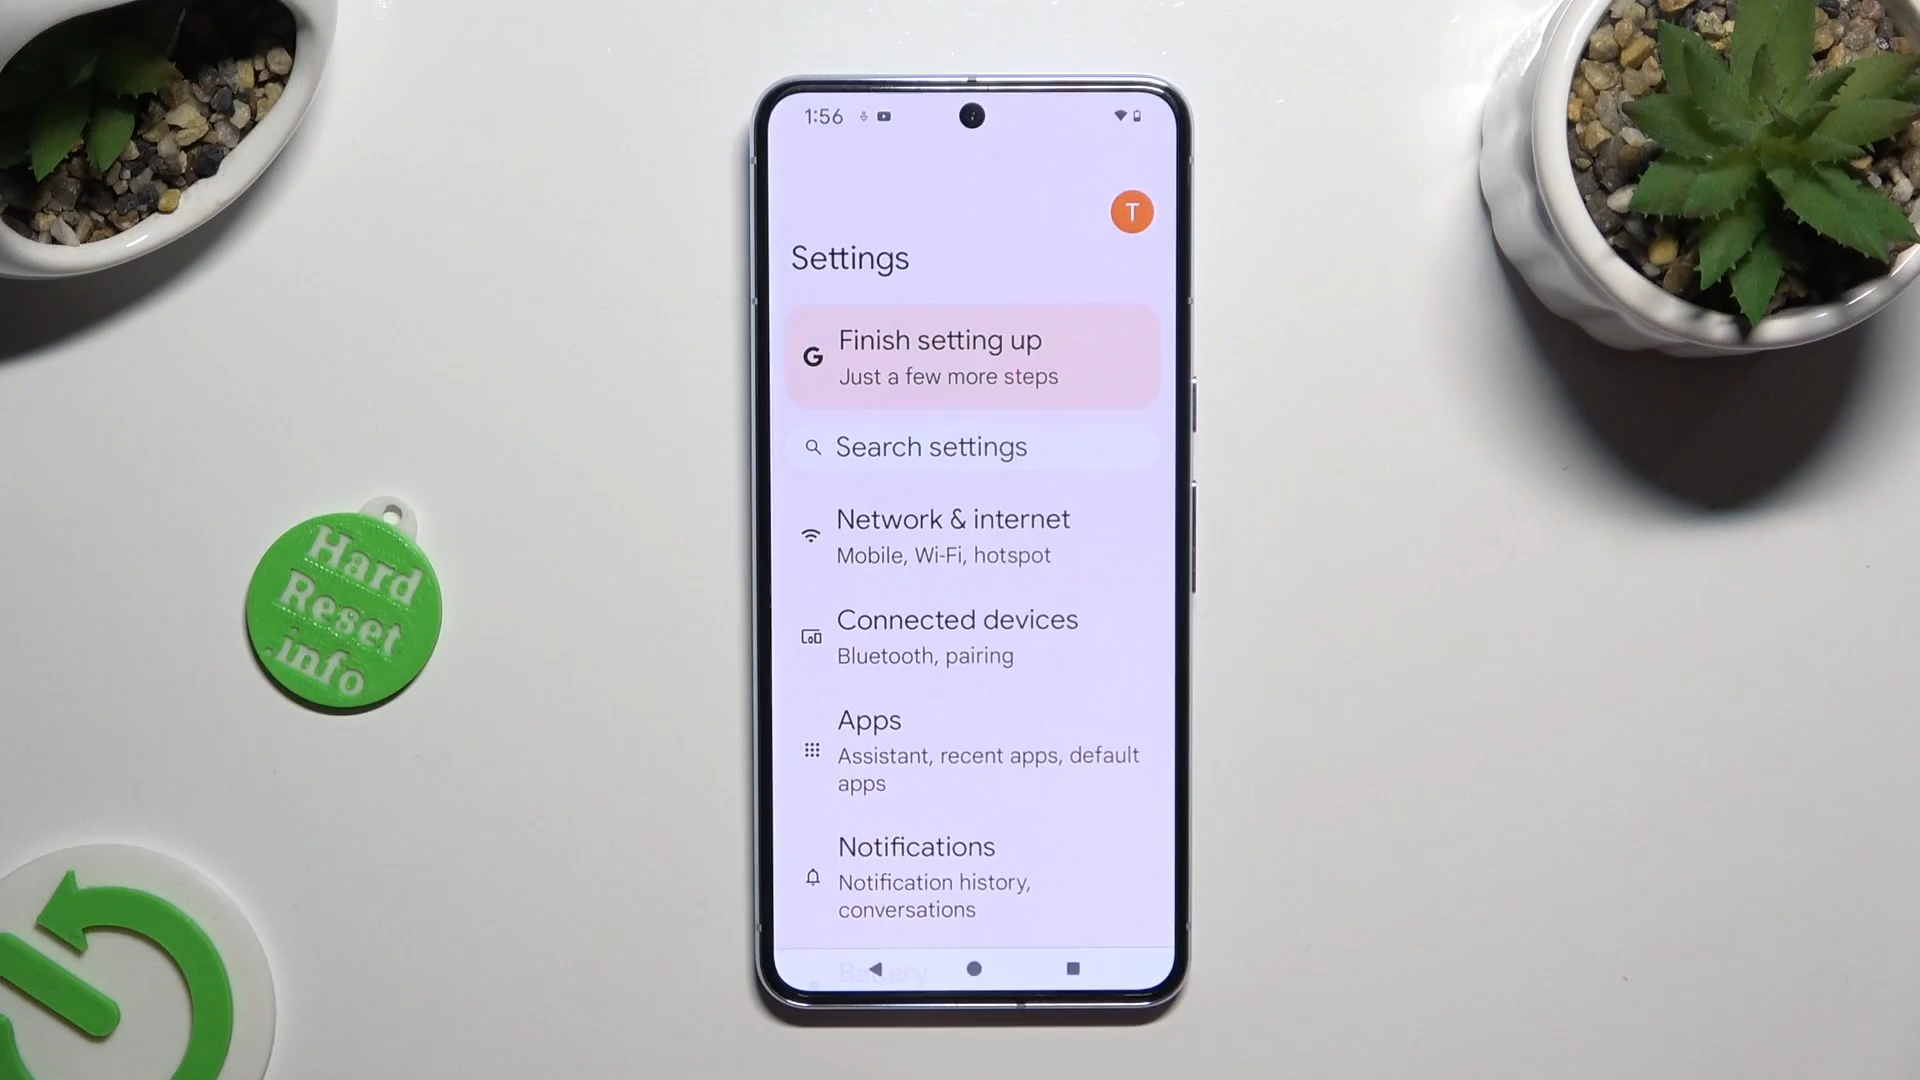 1:56
T
Settings
Finish setting up
G
Just a few more steps
Search settings
Network & internet
Mobile, Wi-Fi, hotspot
Connected devices
Bluetooth, pairing
Apps
Assistant, recent apps, default
apps
Notifications
Notification history,
conversations
Battery
Hard
Reset
.info